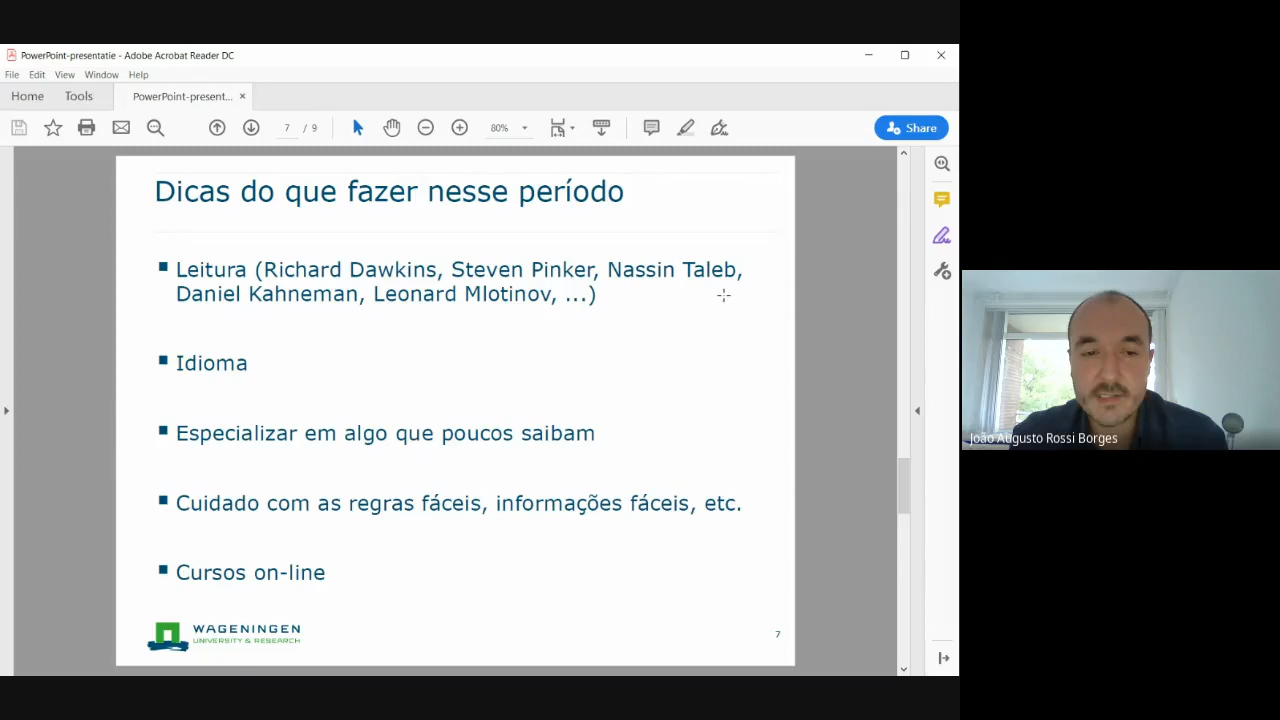 PowerPoint-presentatie - Adobe Acrobat Reader DC
File Edit View Window Help
Home Tools PowerPoint-present... ×
7 / 9 80% Share
Dicas do que fazer nesse período
Leitura (Richard Dawkins, Steven Pinker, Nassin Taleb,
Daniel Kahneman, Leonard Mlotinov, ...)
Idioma
Especializar em algo que poucos saibam
Cuidado com as regras fáceis, informações fáceis, etc.
Cursos on-line
WAGENINGEN
UNIVERSITY & RESEARCH
7
João Augusto Rossi Borges